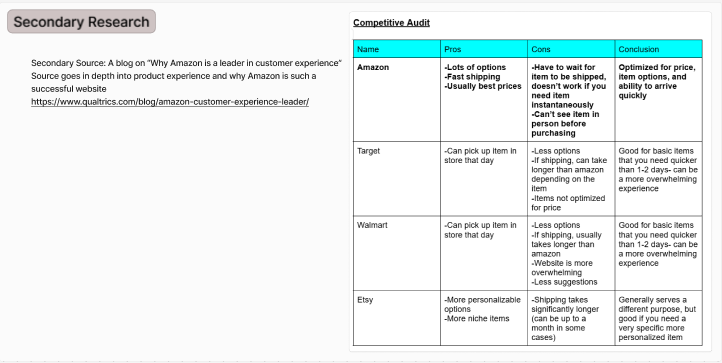 Secondary Research
Secondary Source: A blog on "Why Amazon is a leader in customer experience"
Source goes in depth into product experience and why Amazon is such a
successful website
https://www.qualtrics.com/blog/amazon-customer-experience-leader/
Competitive Audit
Name
Pros
Cons
Conclusion
Amazon
-Lots of options
-Fast shipping
-Usually best prices
-Have to wait for
item to be shipped,
doesn't work if you
need item
instantaneously
-Can't see item in
person before
purchasing
Optimized for price,
item options, and
ability to arrive
quickly
Target
-Can pick up item in
store that day
-Less options
-If shipping, can take
longer than amazon
depending on the
item
-Items not optimized
for price
Good for basic items
that you need quicker
than 1-2 days- can be
a more overwhelming
experience
Walmart
-Can pick up item in
store that day
-Less options
-If shipping, usually
takes longer than
amazon
-Website is more
overwhelming
-Less suggestions
Good for basic items
that you need quicker
than 1-2 days- can be
a more overwhelming
experience
Etsy
-More personalizable
options
-More niche items
-Shipping takes
significantly longer
(can be up to a
month in some
cases)
Generally serves a
different purpose, but
good if you need a
very specific more
personalized item